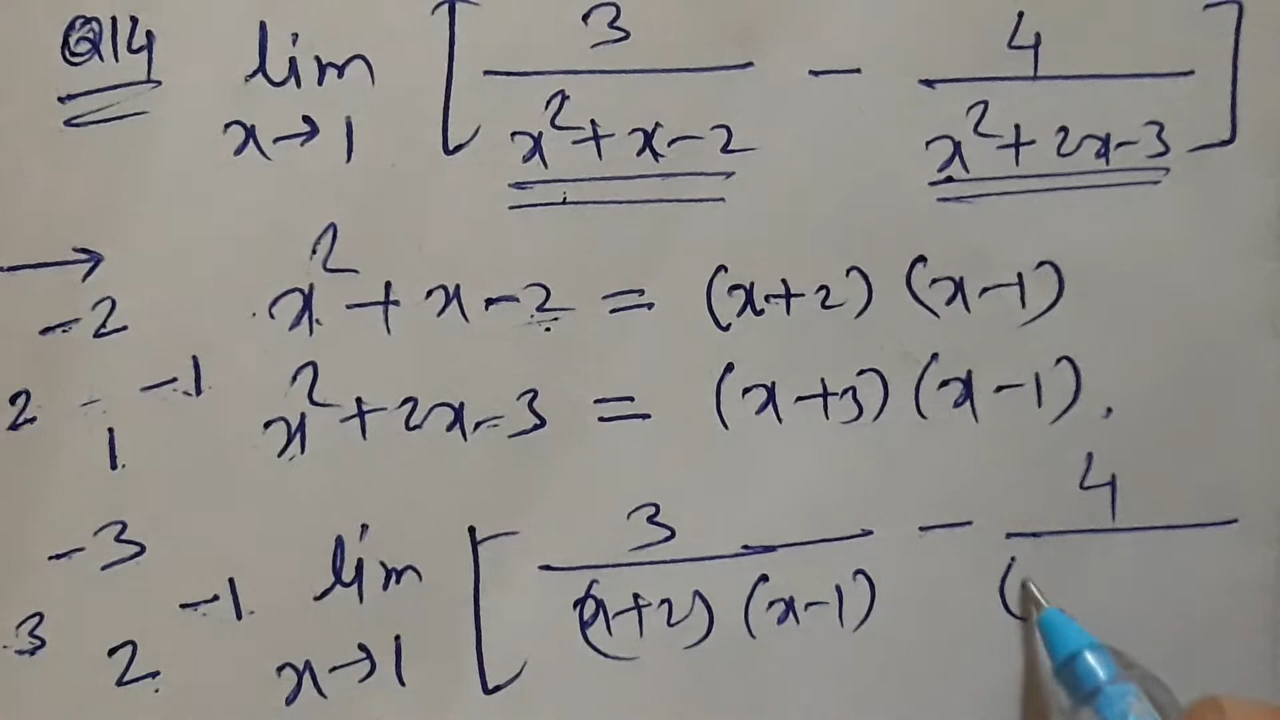 Q14 lim x→1 [ 3/(x²+x-2) - 4/(x²+2x-3) ]
→ x²+x-2 = (x+2) (x-1)
-2
2 -1
1
x²+2x-3 = (x+3) (x-1).
-3
3 -1
2
lim x→1 [ 3/((x+2) (x-1)) - 4/(